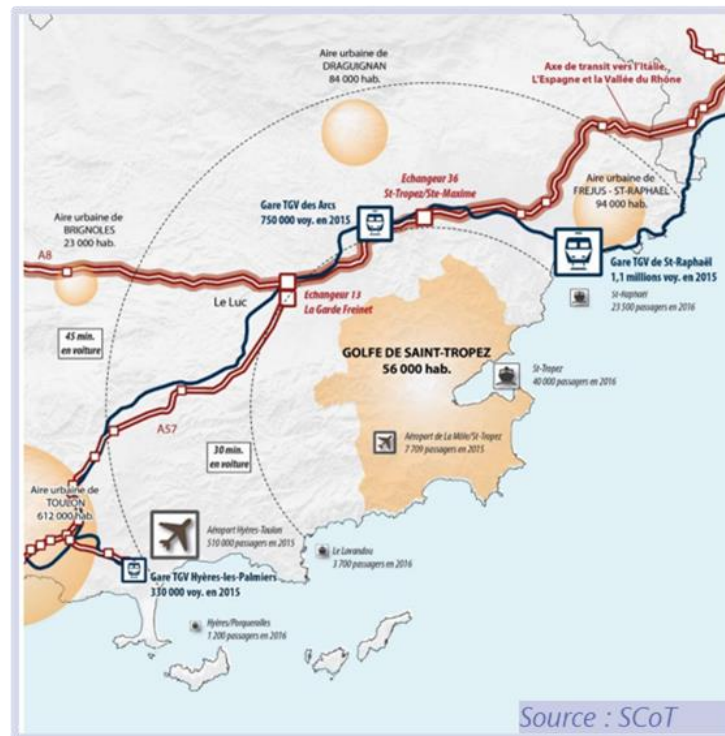 Aire urbaine de
DRAGUIGNAN
84 000 hab.
Axe de transit vers l'Italie,
L'Espagne et la Vallée du Rhône
Echangeur 36
St-Tropez/Ste-Maxime
Aire urbaine de
FREJUS - ST-RAPHAEL
94 000 hab.
Gare TGV des Arcs
750 000 voy. en 2015
Aire urbaine de
BRIGNOLES
23 000 hab.
A8
Gare TGV de St-Raphaël
1,1 millions voy. en 2015
Le Luc
Echangeur 13
La Garde Freinet
St-Raphaël
23 500 passagers en 2016
45 min.
en voiture
GOLFE DE SAINT-TROPEZ
56 000 hab.
St-Tropez
40 000 passagers en 2016
A57
Aéroport de La Môle/St-Tropez
7 709 passagers en 2015
30 min.
en voiture
Aire urbaine de
TOULON
612 000 hab.
Aéroport Hyères-Toulon
510 000 passagers en 2015
Le Lavandou
3 700 passagers en 2016
Gare TGV Hyères-les-Palmiers
330 000 voy. en 2015
Hyères/Porquerolles
1 200 passagers en 2016
Source : SCoT